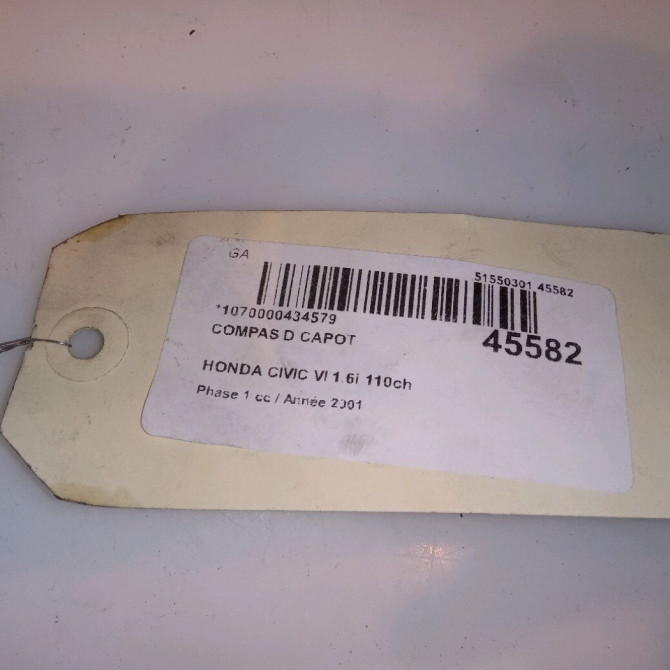 GA
51550301 45582
*1070000434579
COMPAS D CAPOT
45582
HONDA CIVIC VI 1.6i 110ch
Phase 1 cc / Année 2001